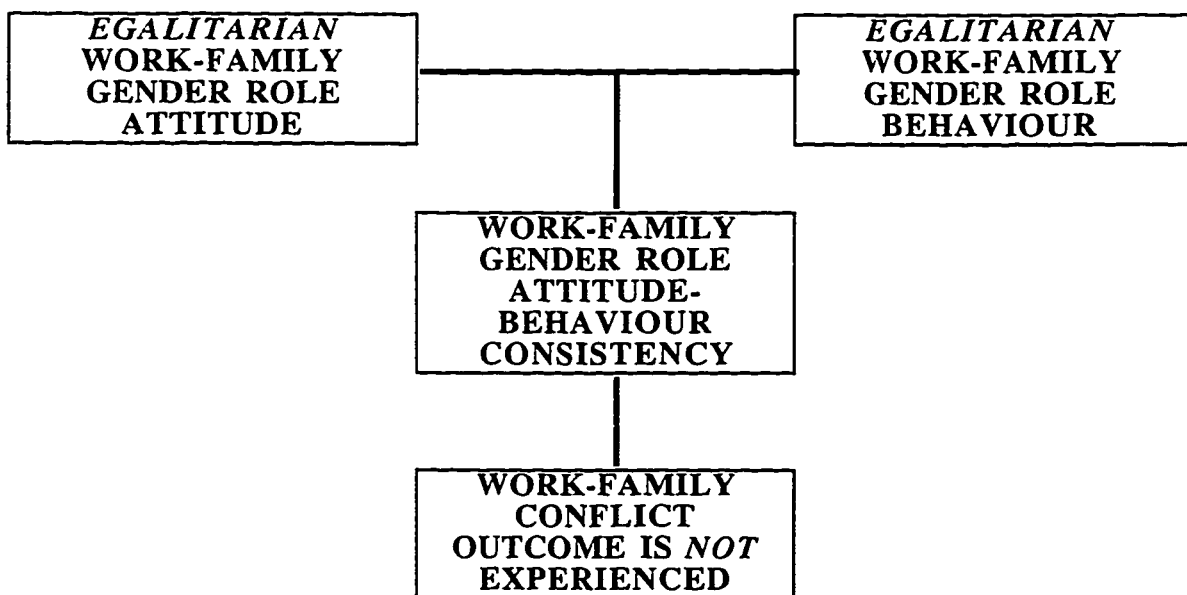 EGALITARIAN
WORK-FAMILY
GENDER ROLE
ATTITUDE
EGALITARIAN
WORK-FAMILY
GENDER ROLE
BEHAVIOUR
WORK-FAMILY
GENDER ROLE
ATTITUDE-
BEHAVIOUR
CONSISTENCY
WORK-FAMILY
CONFLICT
OUTCOME IS NOT
EXPERIENCED